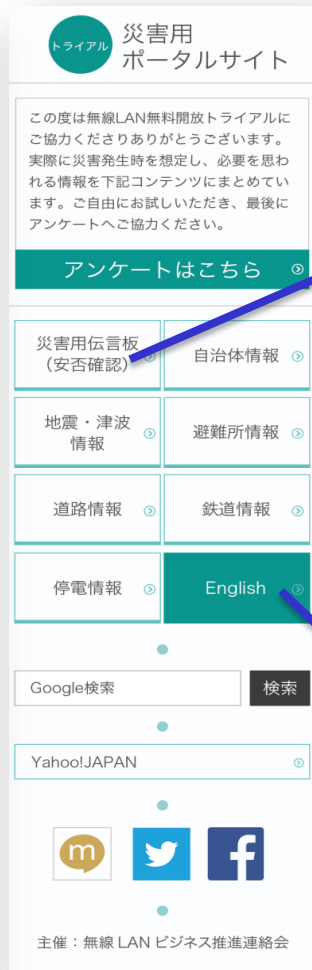 トライアル
災害用
ポータルサイト
この度は無線LAN無料開放トライアルに
ご協力くださりありがとうございます。
実際に災害発生時を想定し、必要を思わ
れる情報を下記コンテンツにまとめてい
ます。ご自由にお試しいただき、最後に
アンケートへご協力ください。
アンケートはこちら
災害用伝言板
（安否確認）
自治体情報
地震・津波
情報
避難所情報
道路情報
鉄道情報
停電情報
English
Google検索
検索
Yahoo!JAPAN
m
主催：無線 LAN ビジネス推進連絡会